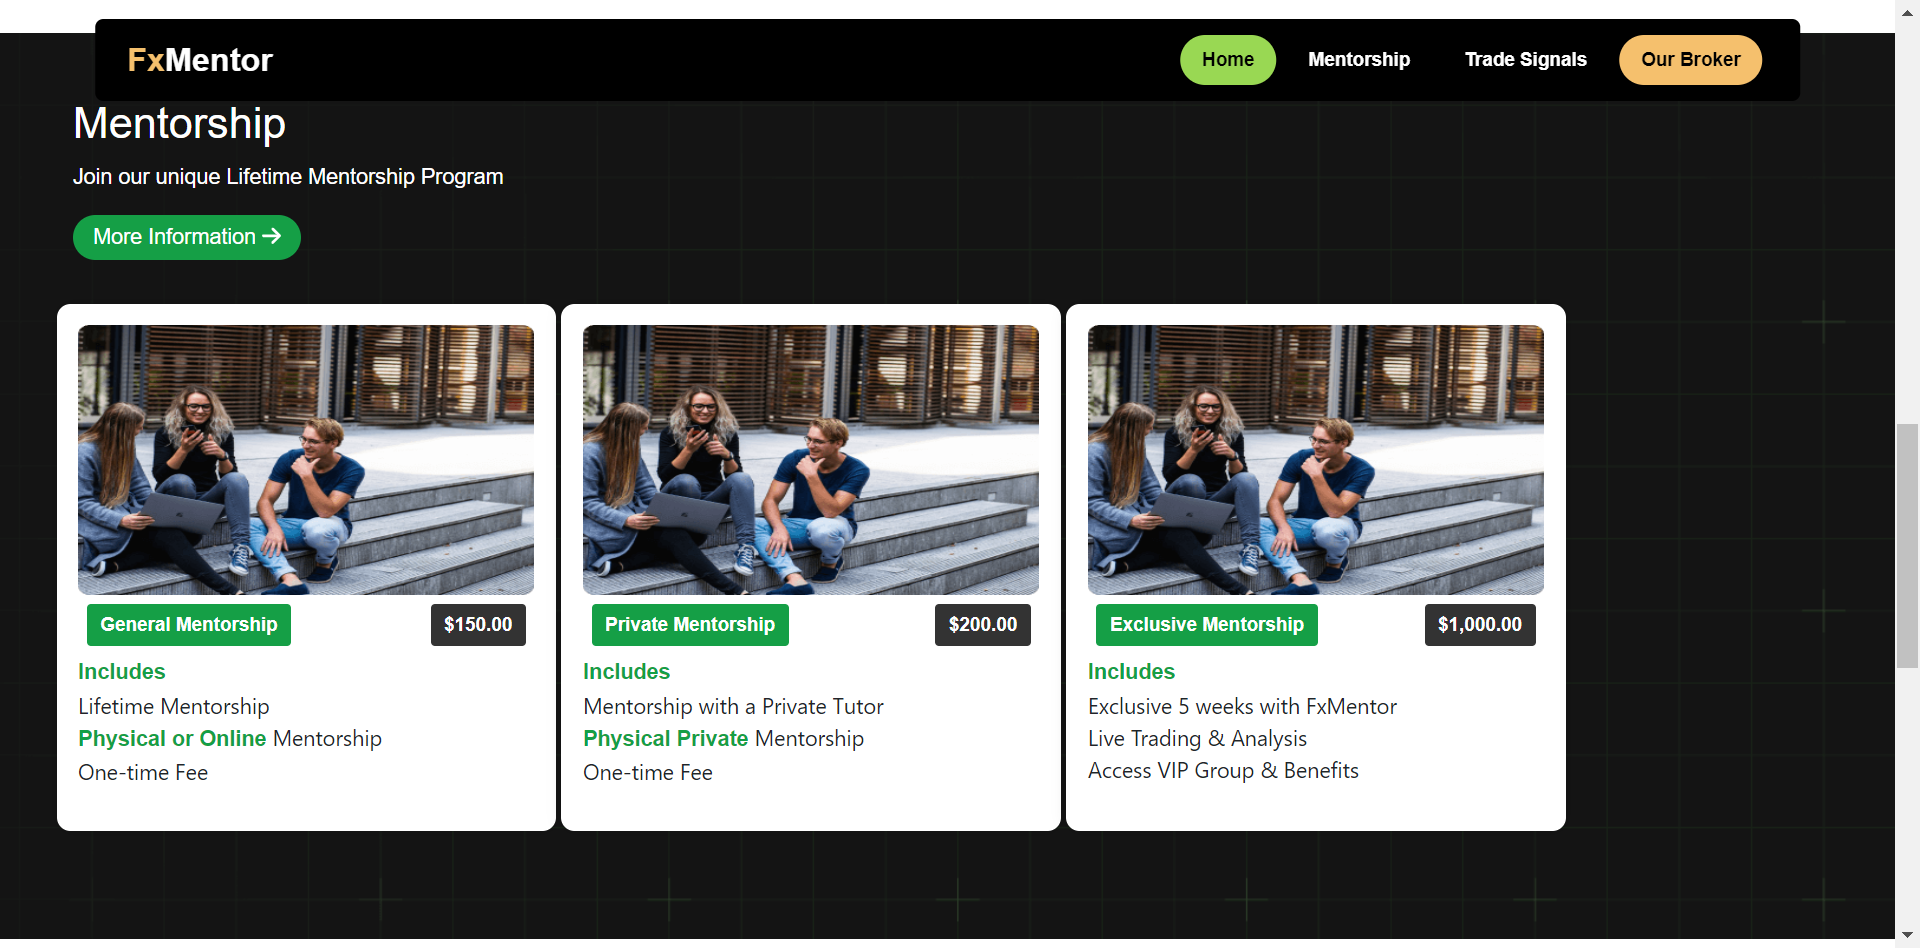 FxMentor
Home
Mentorship
Trade Signals
Our Broker
Mentorship
Join our unique Lifetime Mentorship Program
More Information →
General Mentorship
$150.00
Includes
Lifetime Mentorship
Physical or Online Mentorship
One-time Fee
Private Mentorship
$200.00
Includes
Mentorship with a Private Tutor
Physical Private Mentorship
One-time Fee
Exclusive Mentorship
$1,000.00
Includes
Exclusive 5 weeks with FxMentor
Live Trading & Analysis
Access VIP Group & Benefits